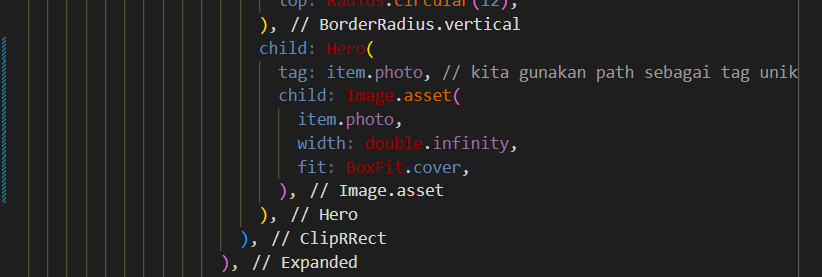 top: Radius.circular(12),
), // BorderRadius.vertical
child: Hero(
tag: item.photo, // kita gunakan path sebagai tag unik
child: Image.asset(
item.photo,
width: double.infinity,
fit: BoxFit.cover,
), // Image.asset
), // Hero
), // ClipRRect
), // Expanded